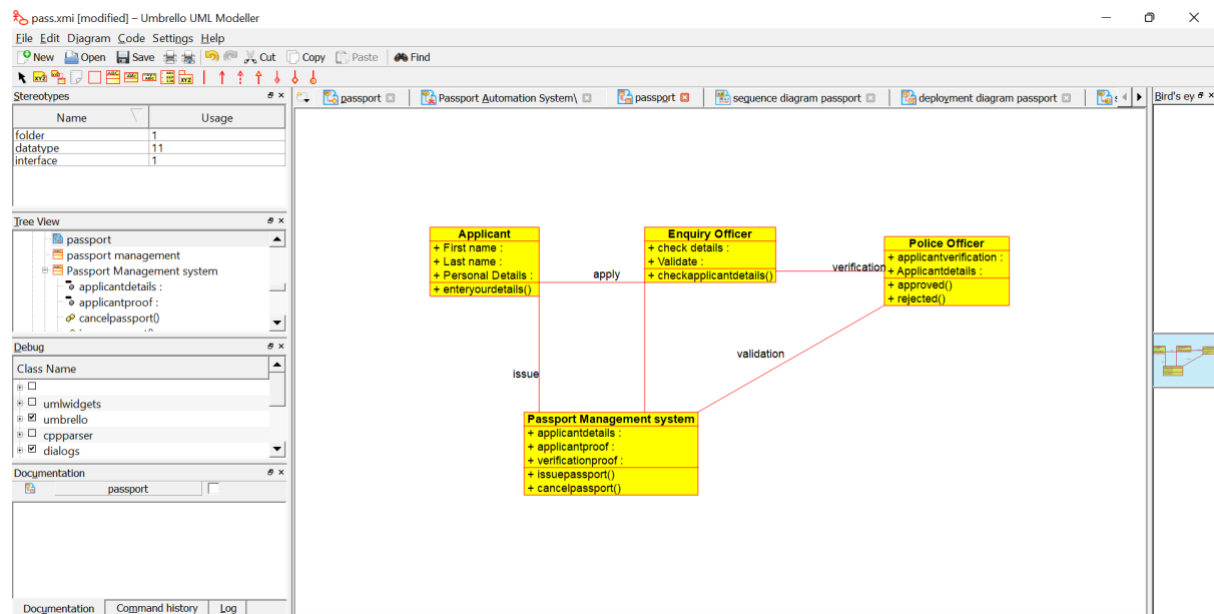 pass.xmi [modified] – Umbrello UML Modeller
File Edit Diagram Code Settings Help
New Open Save Cut Copy Paste Find
Stereotypes
Name Usage
folder 1
datatype 11
interface 1
Tree View
passport
passport management
Passport Management system
applicantdetails :
applicantproof :
cancelpassport()
Debug
Class Name
umlwidgets
umbrello
cppparser
dialogs
Documentation
passport
Documentation Command history Log
passport Passport Automation System\ passport sequence diagram passport deployment diagram passport
Bird's ey
Applicant
+ First name :
+ Last name :
+ Personal Details :
+ enteryourdetails()
apply
Enquiry Officer
+ check details :
+ Validate :
+ checkapplicantdetails()
verification
Police Officer
+ applicantverification :
+ Applicantdetails :
+ approved()
+ rejected()
validation
issue
Passport Management system
+ applicantdetails :
+ applicantproof :
+ verificationproof :
+ issuepassport()
+ cancelpassport()